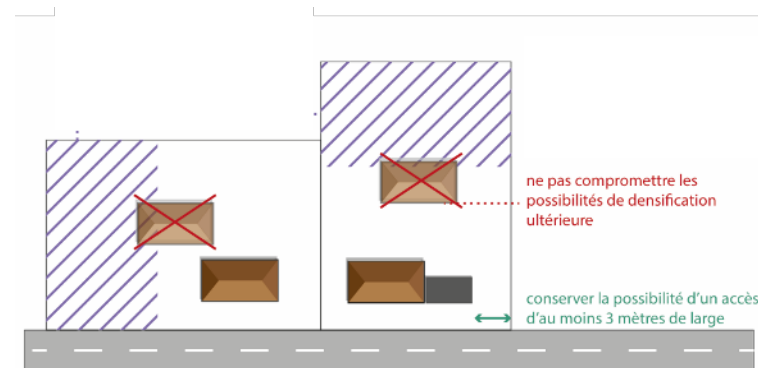 ne pas compromettre les
possibilités de densification
ultérieure
conserver la possibilité d'un accès
d'au moins 3 mètres de large